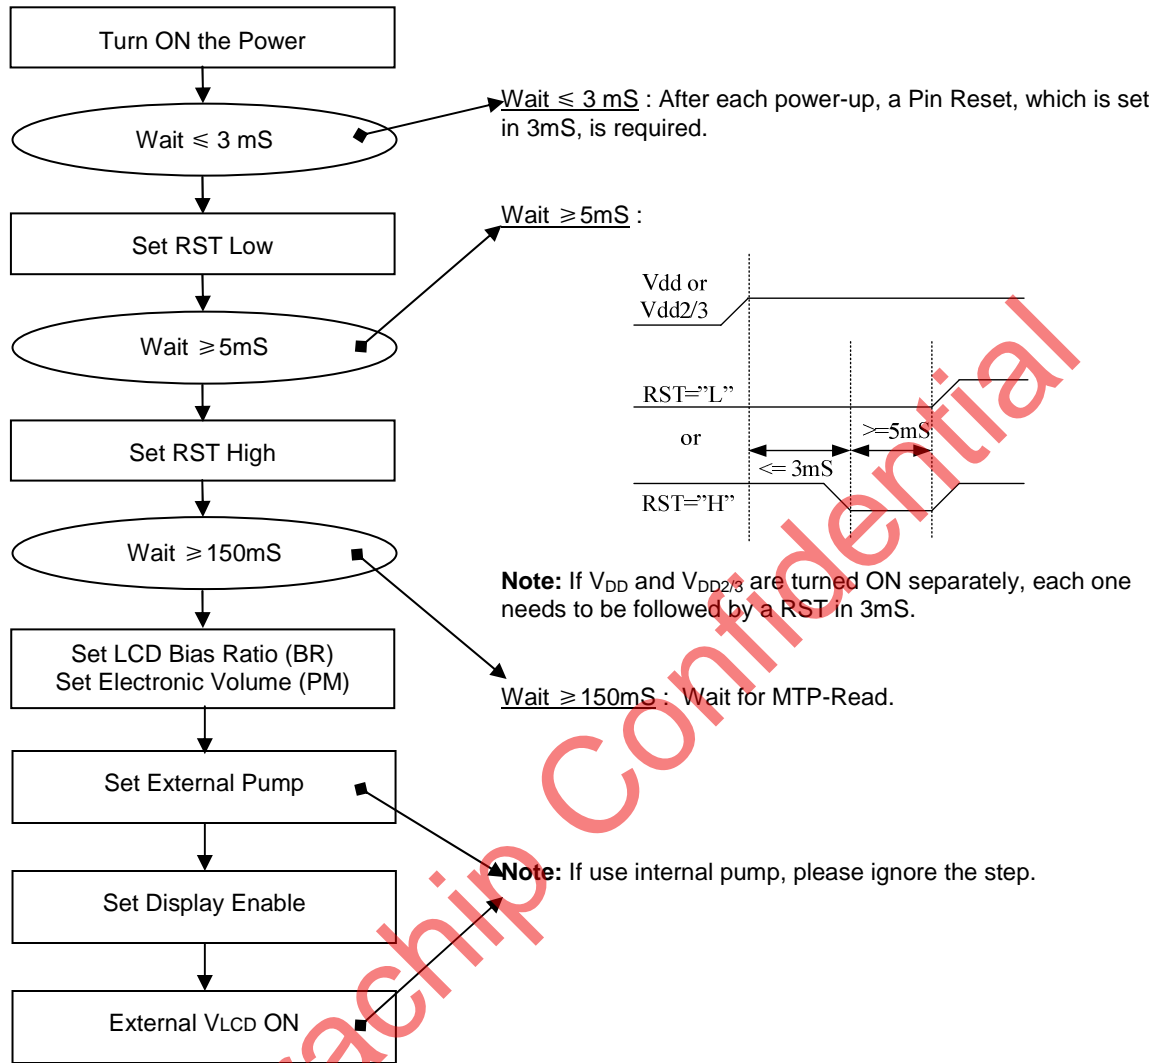 Turn ON the Power
Wait ≤ 3 mS
Set RST Low
Wait ≥5mS
Set RST High
Wait ≥150mS
Set LCD Bias Ratio (BR)
Set Electronic Volume (PM)
Set External Pump
Set Display Enable
External VLCD ON
Wait ≤ 3 mS : After each power-up, a Pin Reset, which is set
in 3mS, is required.
Wait ≥5mS :
Vdd or
Vdd2/3
RST="L"
or
>=5mS
<= 3mS
RST="H"
Note: If VDD and VDD2/3 are turned ON separately, each one
needs to be followed by a RST in 3mS.
Wait ≥150mS : Wait for MTP-Read.
Note: If use internal pump, please ignore the step.
Confidential